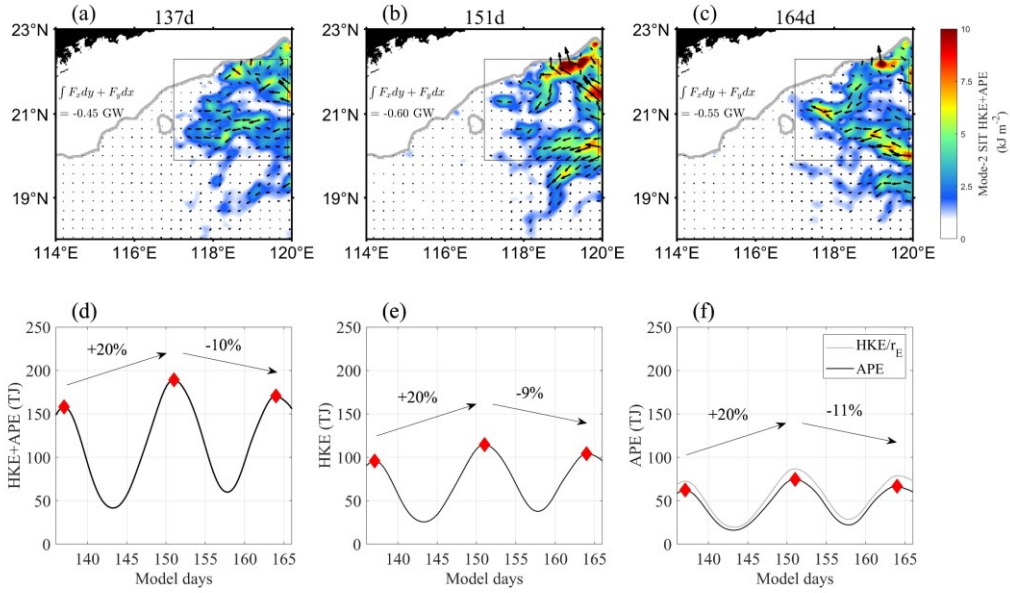 (a)
137d
(b)
151d
(c)
164d
23°N
21°N
19°N
∫ Fₓdy + Fᵧdx
= -0.45 GW
114°E 116°E 118°E 120°E
23°N
21°N
19°N
∫ Fₓdy + Fᵧdx
= -0.60 GW
114°E 116°E 118°E 120°E
23°N
21°N
19°N
∫ Fₓdy + Fᵧdx
= -0.55 GW
114°E 116°E 118°E 120°E
10
7.5
5
2.5
0
Mode-2 SIT HKE+APE
(kJ m⁻²)
(d)
250
200
150
100
50
0
HKE+APE (TJ)
+20%
-10%
140 145 150 155 160 165
Model days
(e)
250
200
150
100
50
0
HKE (TJ)
+20%
-9%
140 145 150 155 160 165
Model days
(f)
250
200
150
100
50
0
APE (TJ)
HKE/r_E
APE
+20%
-11%
140 145 150 155 160 165
Model days